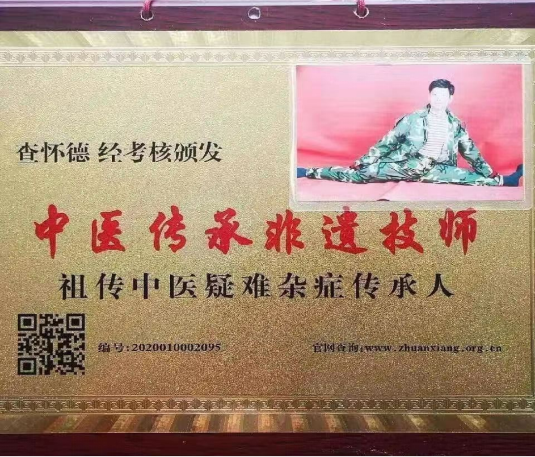 查怀德 经考核颁发
中医传承非遗技师
祖传中医疑难杂症传承人
编号:2020010002095
官网查询:www.zhuanxiang.org.cn